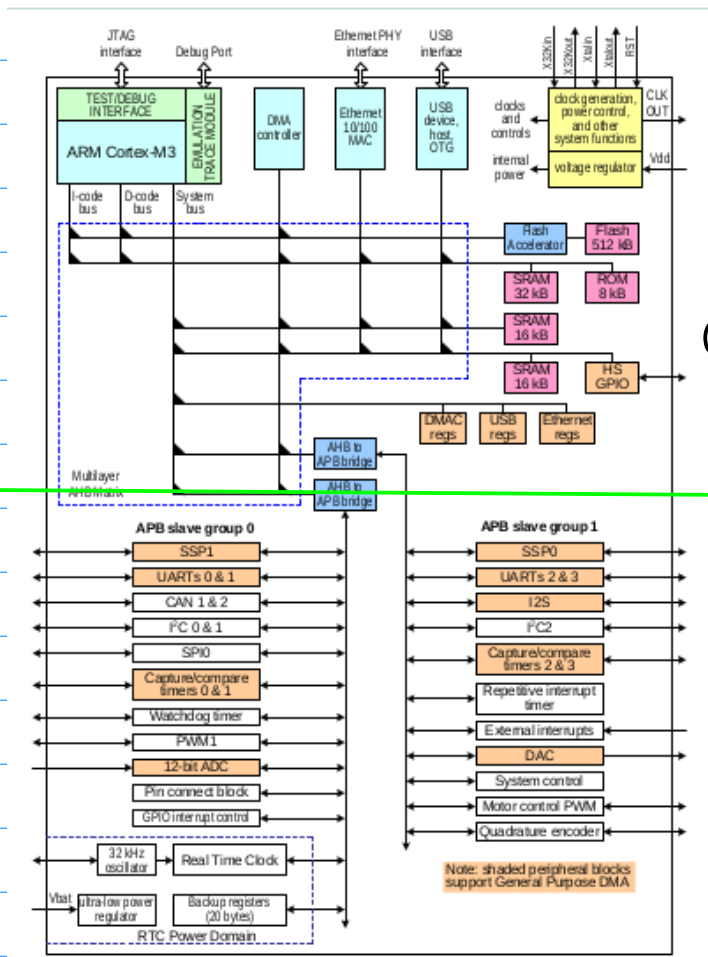 JTAG
interface
Debug Port
Ethernet PHY
interface
USB
interface
X32Kin
X32Kout
Xtalin
Xtalout
RST
TEST/DEBUG
INTERFACE
ARM Cortex-M3
EMULATION
TRACE MODULE
DMA
controller
Ethernet
10/100
MAC
USB
device,
host,
OTG
clocks
and
controls
internal
power
clock generation,
power control,
and other
system functions
voltage regulator
CLK
OUT
Vdd
I-code
bus
D-code
bus
System
bus
Flash
Accelerator
Flash
512 kB
SRAM
32 kB
ROM
8 kB
SRAM
16 kB
SRAM
16 kB
HS
GPIO
DMAC
regs
USB
regs
Ethernet
regs
AHB to
APB bridge
Multilayer
AHB Matrix
AHB to
APB bridge
APB slave group 0
SSP1
UARTs 0 & 1
CAN 1 & 2
I²C 0 & 1
SPI0
Capture/compare
timers 0 & 1
Watchdog timer
PWM1
12-bit ADC
Pin connect block
GPIO interrupt control
32 kHz
oscillator
Real Time Clock
Vbat
ultra-low power
regulator
Backup registers
(20 bytes)
RTC Power Domain
APB slave group 1
SSP0
UARTs 2 & 3
I2S
I²C2
Capture/compare
timers 2 & 3
Repetitive interrupt
timer
External interrupts
DAC
System control
Motor control PWM
Quadrature encoder
Note: shaded peripheral blocks
support General Purpose DMA